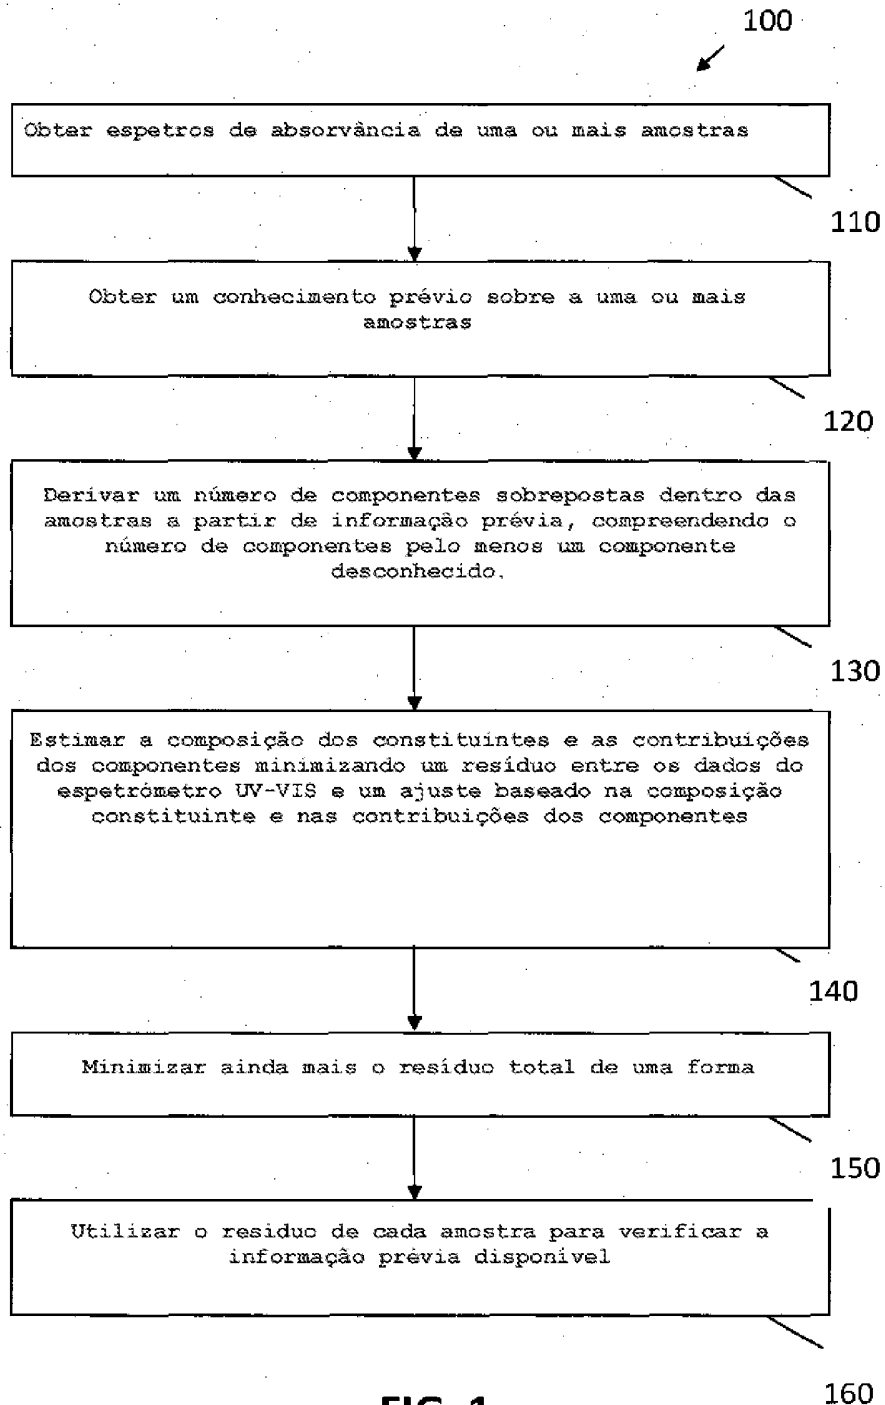 100
Obter espetros de absorvância de uma ou mais amostras
110
Obter um conhecimento prévio sobre a uma ou mais
amostras
120
Derivar um número de componentes sobrepostas dentro das
amostras a partir de informação prévia, compreendendo o
número de componentes pelo menos um componente
desconhecido.
130
Estimar a composição dos constituintes e as contribuições
dos componentes minimizando um resíduo entre os dados do
espetrómetro UV-VIS e um ajuste baseado na composição
constituinte e nas contribuições dos componentes
140
Minimizar ainda mais o resíduo total de uma forma
150
Utilizar o resíduo de cada amostra para verificar a
informação prévia disponível
160
FIG. 1